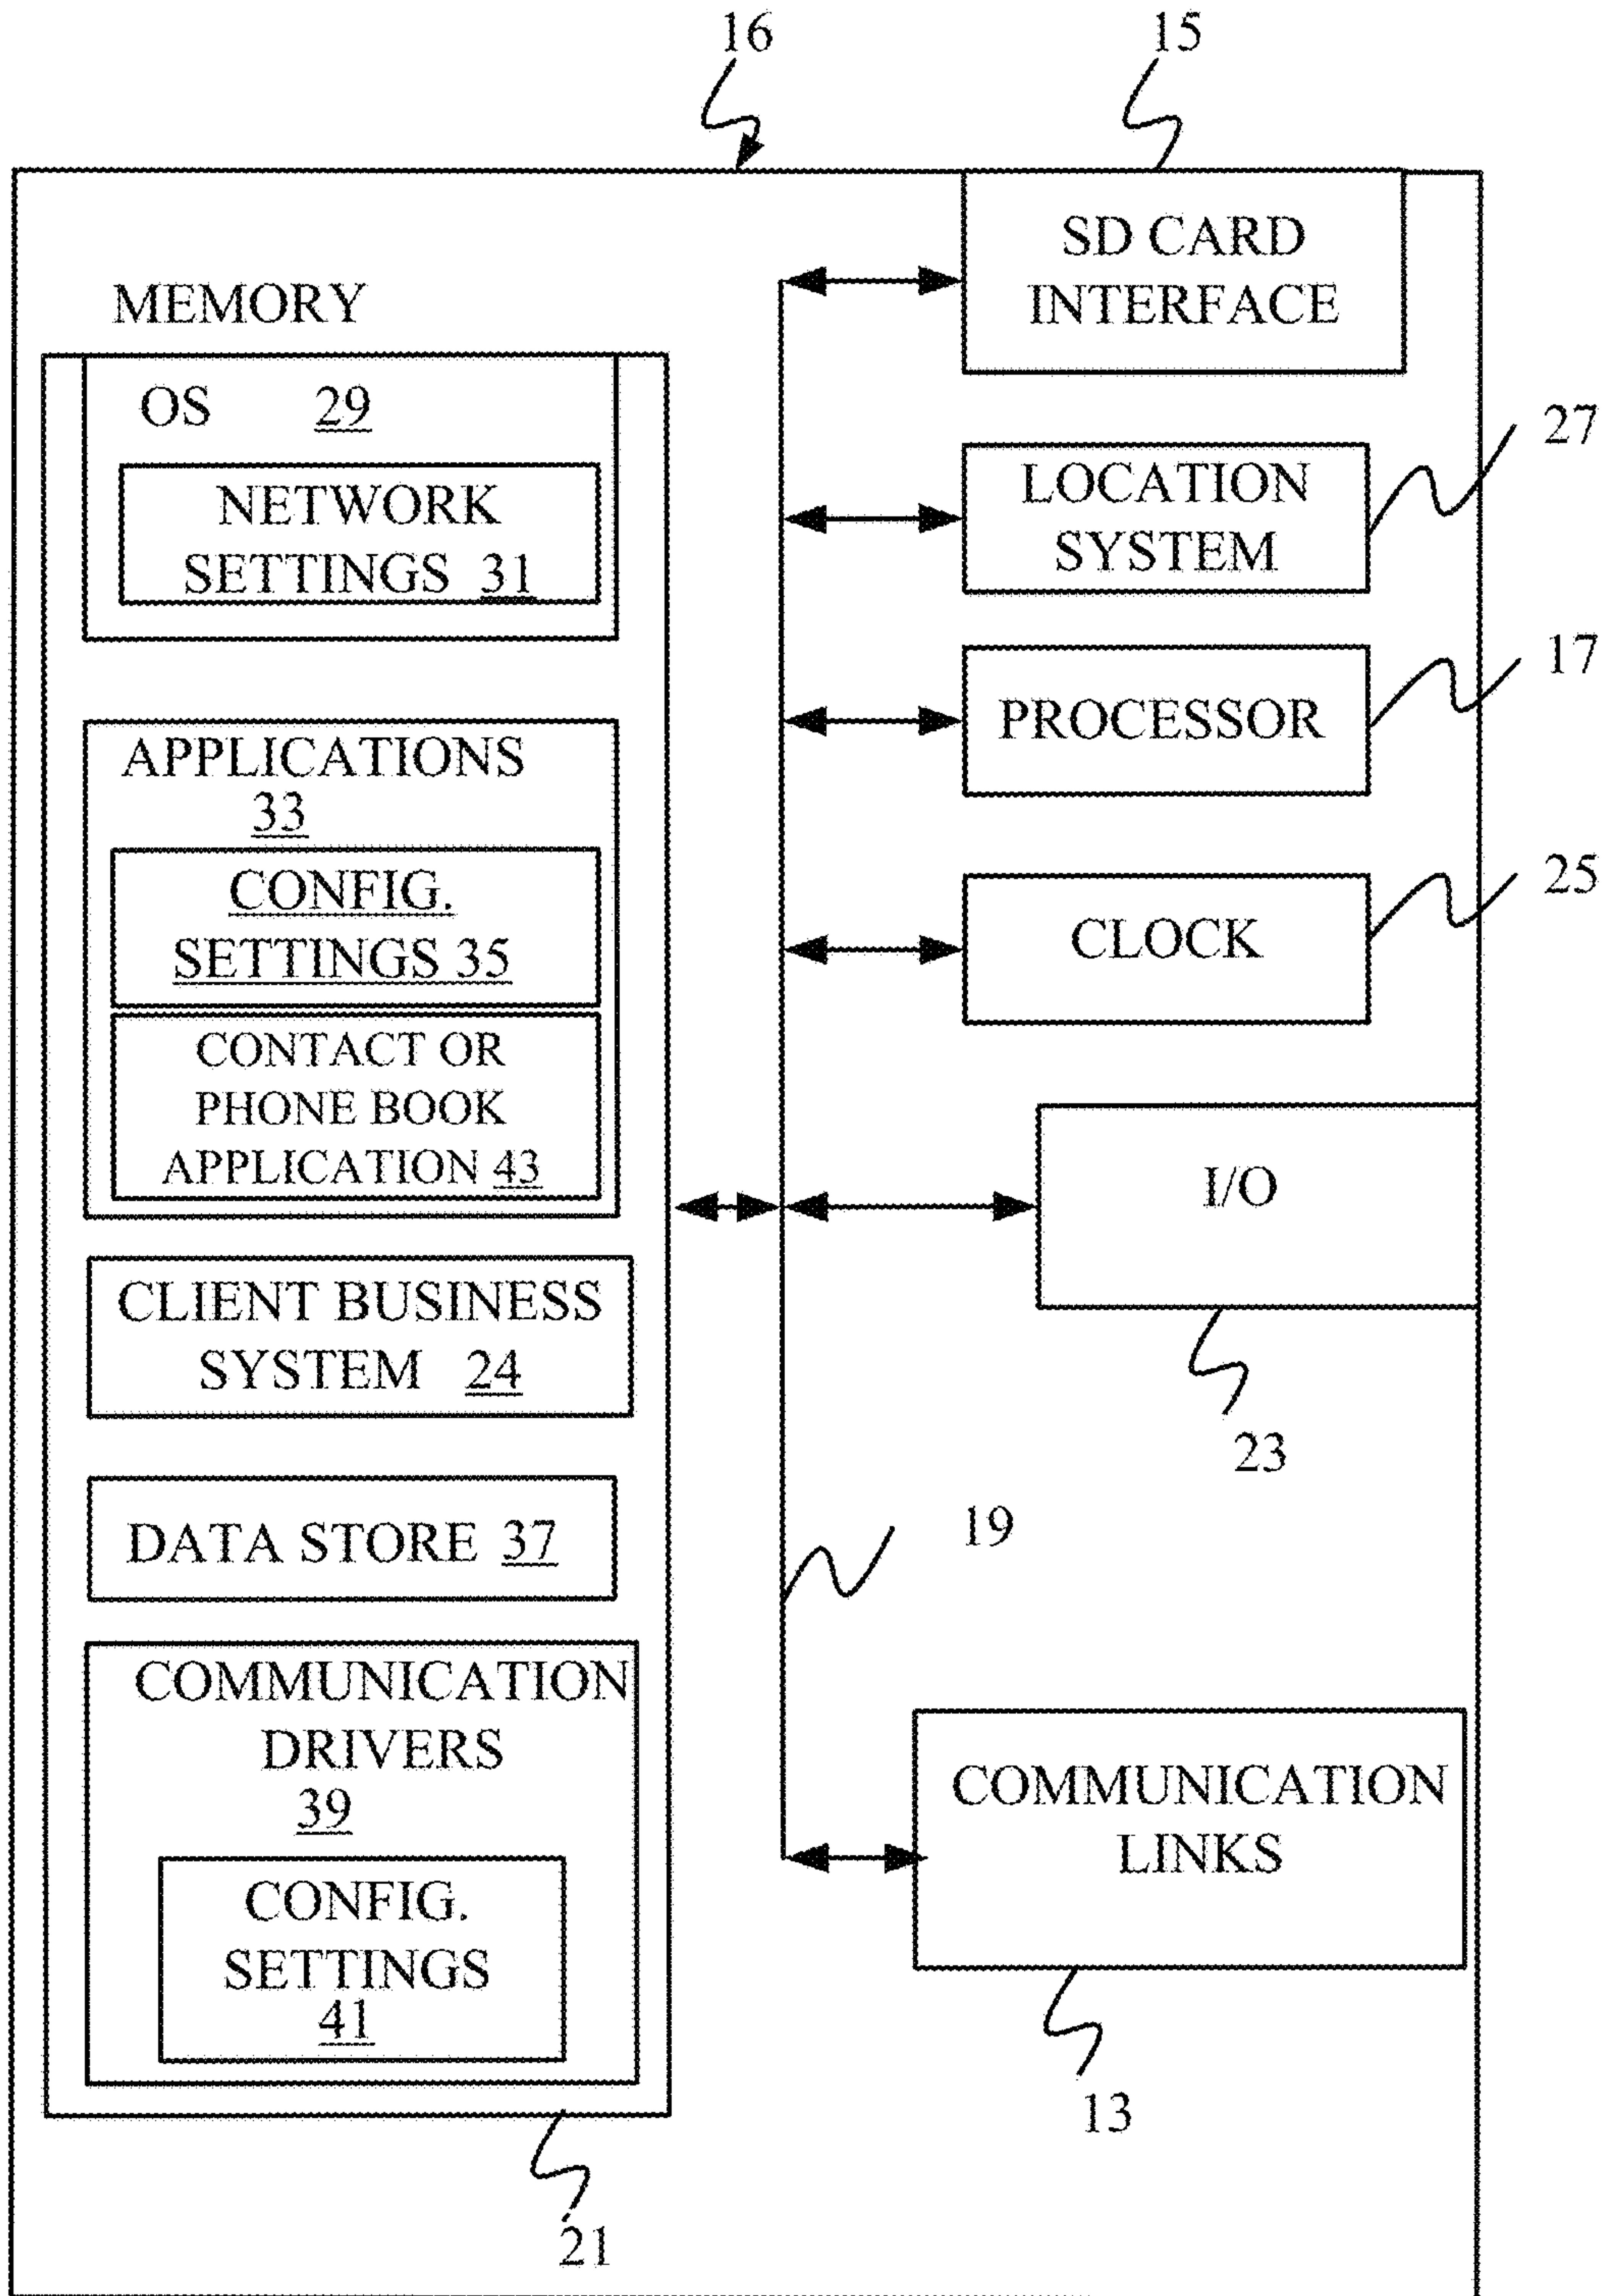 16
15
SD CARD
INTERFACE
MEMORY
OS 29
NETWORK
SETTINGS 31
27
LOCATION
SYSTEM
17
PROCESSOR
APPLICATIONS
33
CONFIG.
SETTINGS 35
25
CLOCK
CONTACT OR
PHONE BOOK
APPLICATION 43
I/O
23
CLIENT BUSINESS
SYSTEM 24
19
DATA STORE 37
COMMUNICATION
DRIVERS
39
CONFIG.
SETTINGS
41
COMMUNICATION
LINKS
13
21